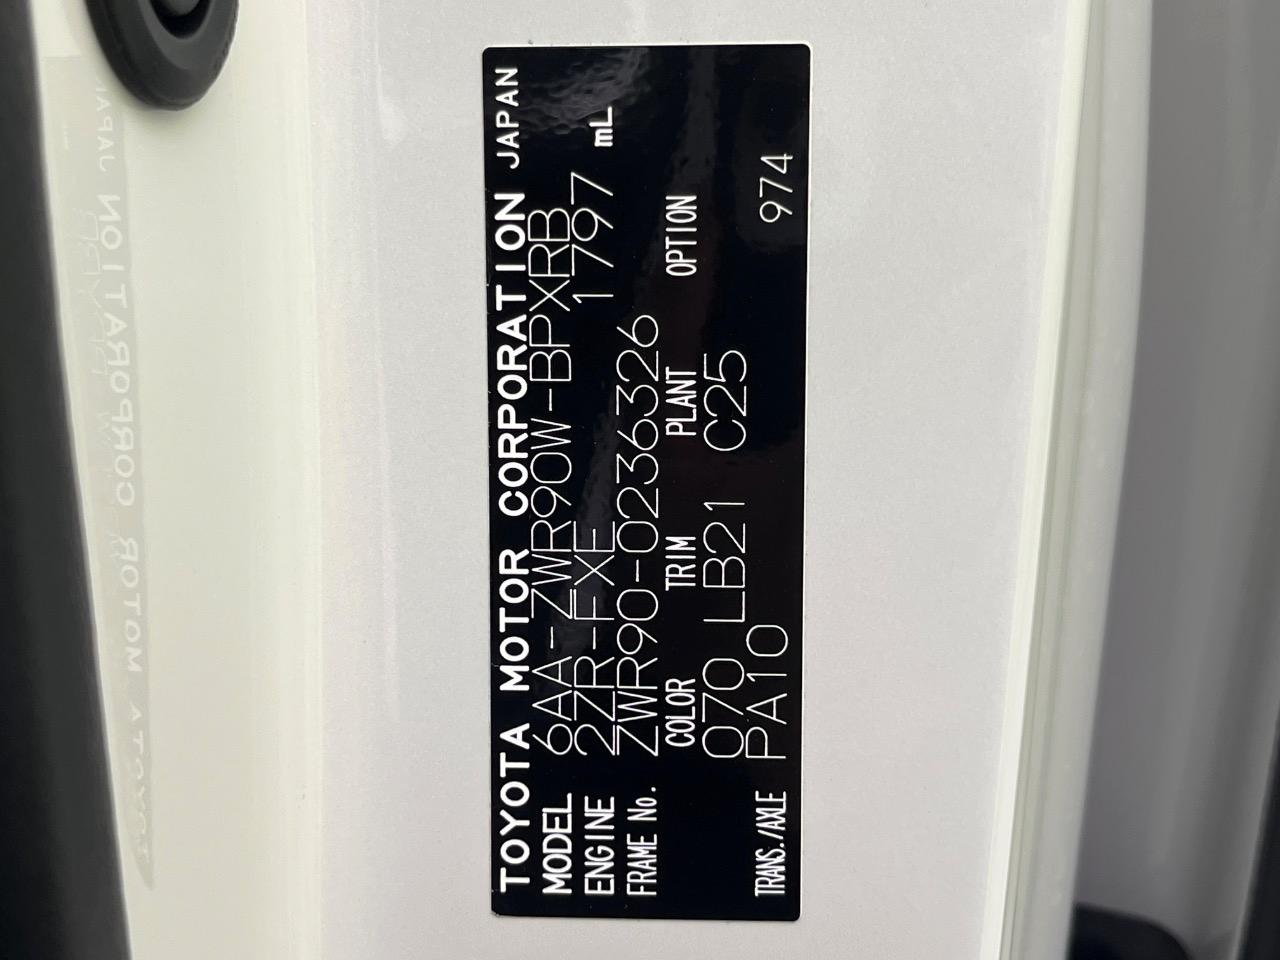 TOYOTA MOTOR CORPORATION JAPAN
MODEL 6AA-ZWR90W-BPXRB
ENGINE 2ZR-FXE 1797 mL
FRAME No. ZWR90-0236326
COLOR TRIM PLANT OPTION
070 LB21 C25
TRANS./AXLE PA10 974